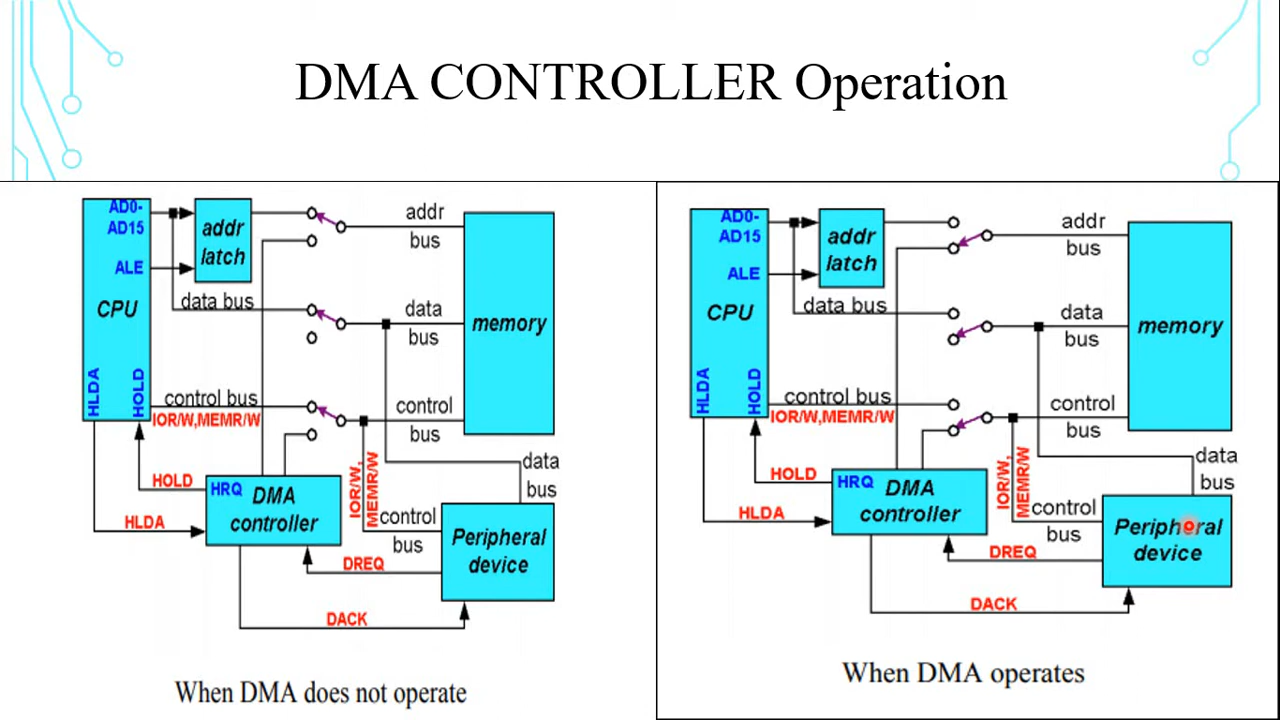 DMA CONTROLLER Operation
AD0-
AD15
ALE
CPU
HLDA
HOLD
addr
latch
data bus
control bus
IOR/W,MEMR/W
addr
bus
data
bus
control
bus
memory
HOLD
HLDA
HRQ
DMA
controller
IOR/W,
MEMR/W
control
bus
data
bus
Peripheral
device
DREQ
DACK
When DMA does not operate
AD0-
AD15
ALE
CPU
HLDA
HOLD
addr
latch
data bus
control bus
IOR/W,MEMR/W
addr
bus
data
bus
control
bus
memory
HOLD
HLDA
HRQ
DMA
controller
IOR/W,
MEMR/W
control
bus
data
bus
Peripheral
device
DREQ
DACK
When DMA operates